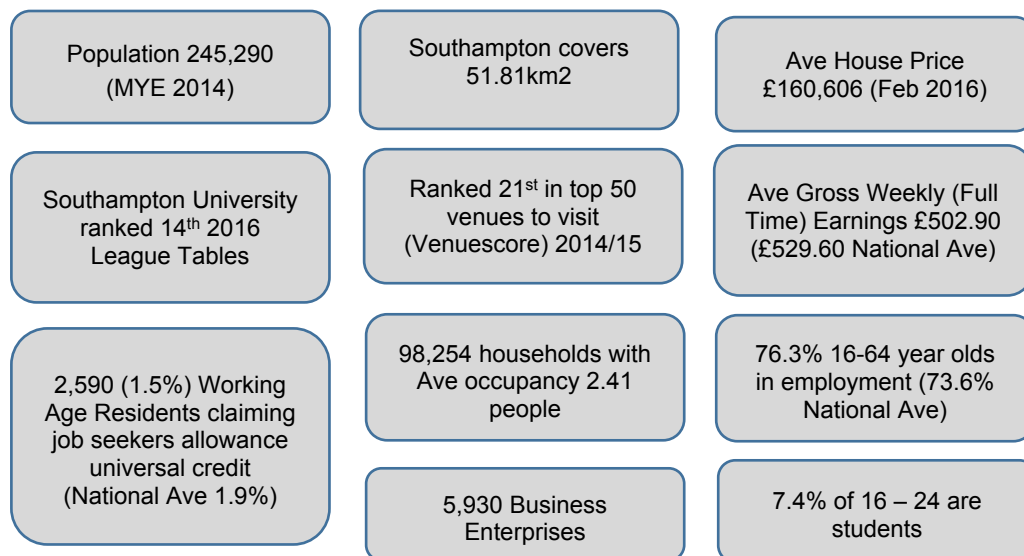 Population 245,290
(MYE 2014)
Southampton covers
51.81km2
Ave House Price
£160,606 (Feb 2016)
Southampton University
ranked 14th 2016
League Tables
Ranked 21st in top 50
venues to visit
(Venuescore) 2014/15
Ave Gross Weekly (Full
Time) Earnings £502.90
(£529.60 National Ave)
2,590 (1.5%) Working
Age Residents claiming
job seekers allowance
universal credit
(National Ave 1.9%)
98,254 households with
Ave occupancy 2.41
people
76.3% 16-64 year olds
in employment (73.6%
National Ave)
5,930 Business
Enterprises
7.4% of 16 – 24 are
students